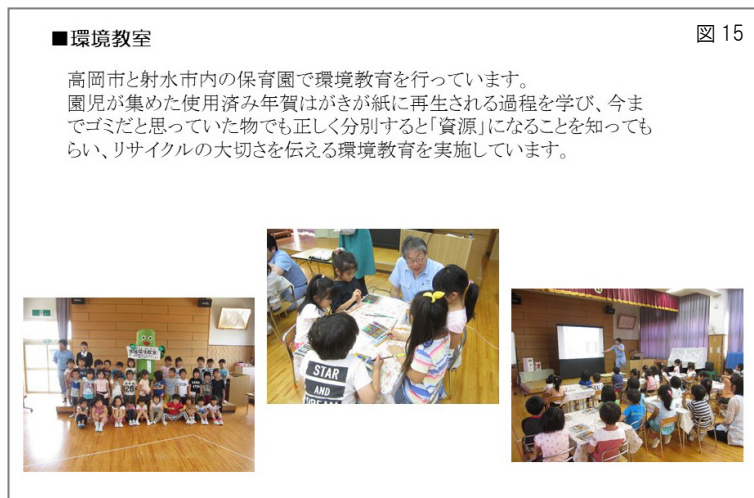 図 15
■環境教室
高岡市と射水市内の保育園で環境教育を行っています。
園児が集めた使用済み年賀はがきが紙に再生される過程を学び、今ま
でゴミだと思っていた物でも正しく分別すると「資源」になることを知っても
らい、リサイクルの大切さを伝える環境教育を実施しています。
STAR
AND